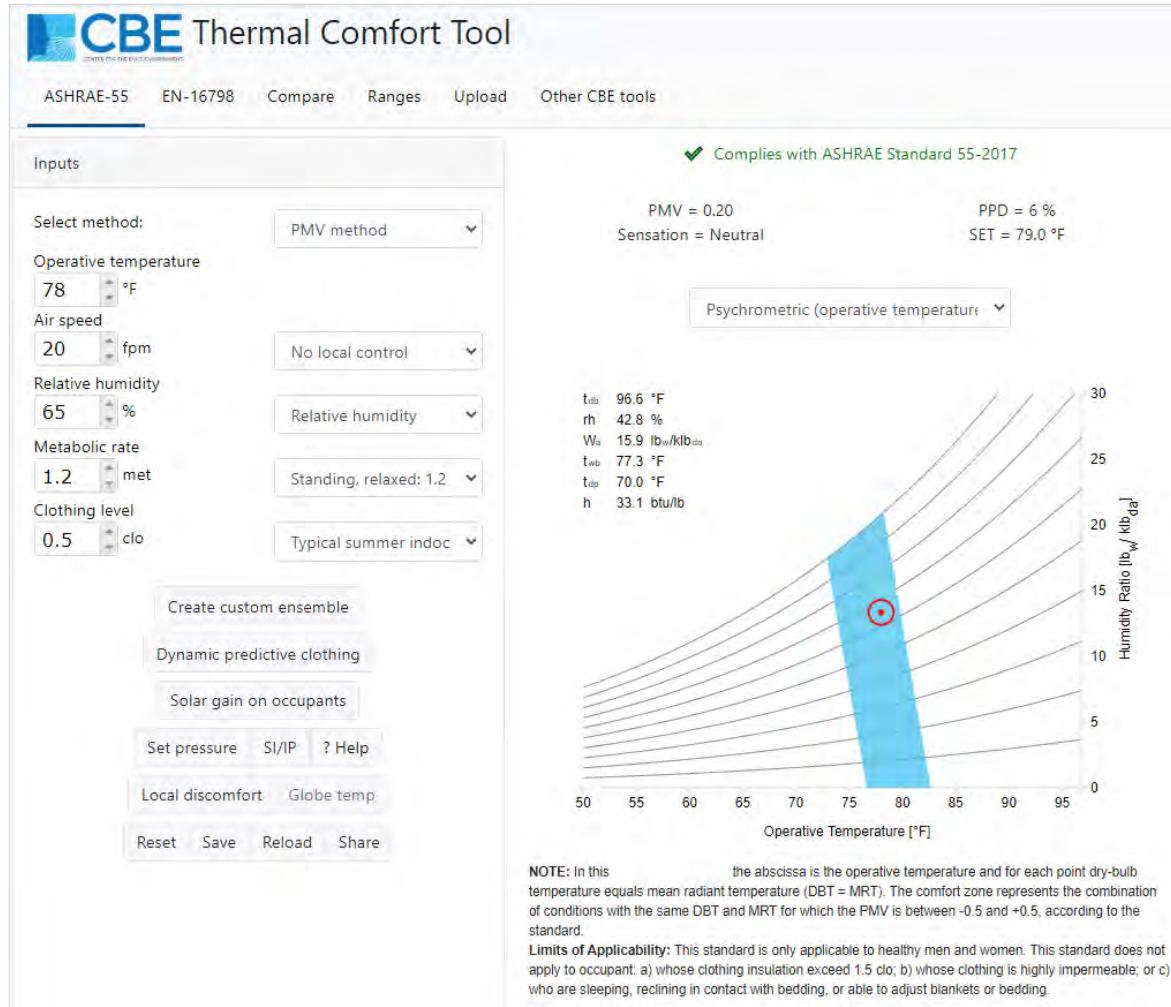 CBE Thermal Comfort Tool
CENTER FOR THE BUILT ENVIRONMENT
ASHRAE-55 EN-16798 Compare Ranges Upload Other CBE tools
Inputs
Select method:
PMV method
Operative temperature
78 °F
Air speed
20 fpm
No local control
Relative humidity
65 %
Relative humidity
Metabolic rate
1.2 met
Standing, relaxed: 1.2
Clothing level
0.5 clo
Typical summer indoc
Create custom ensemble
Dynamic predictive clothing
Solar gain on occupants
Set pressure SI/IP ? Help
Local discomfort Globe temp
Reset Save Reload Share
Complies with ASHRAE Standard 55-2017
PMV = 0.20 PPD = 6 %
Sensation = Neutral SET = 79.0 °F
Psychrometric (operative temperature
tdb 96.6 °F
rh 42.8 %
Wa 15.9 lbw/klbda
twb 77.3 °F
tdp 70.0 °F
h 33.1 btu/lb
30
25
20
15
10
5
0
Humidity Ratio [lbw/ klbda]
50 55 60 65 70 75 80 85 90 95
Operative Temperature [°F]
NOTE: In this the abscissa is the operative temperature and for each point dry-bulb
temperature equals mean radiant temperature (DBT = MRT). The comfort zone represents the combination
of conditions with the same DBT and MRT for which the PMV is between -0.5 and +0.5, according to the
standard.
Limits of Applicability: This standard is only applicable to healthy men and women. This standard does not
apply to occupant: a) whose clothing insulation exceed 1.5 clo; b) whose clothing is highly impermeable; or c)
who are sleeping, reclining in contact with bedding, or able to adjust blankets or bedding.